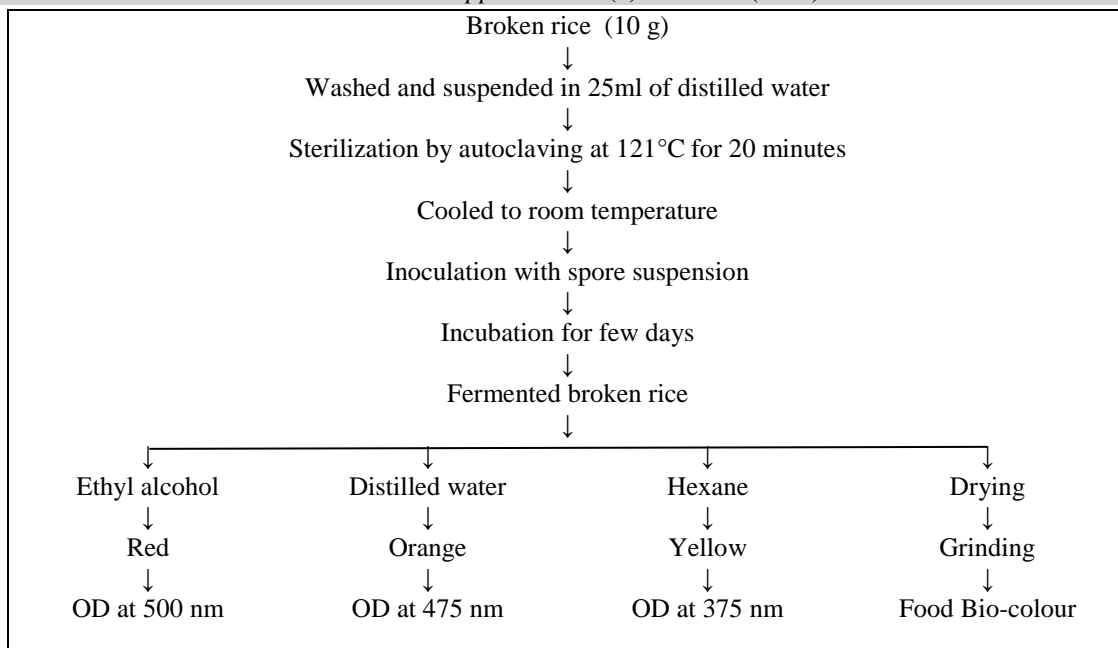 Broken rice (10 g)
↓
Washed and suspended in 25ml of distilled water
↓
Sterilization by autoclaving at 121°C for 20 minutes
↓
Cooled to room temperature
↓
Inoculation with spore suspension
↓
Incubation for few days
↓
Fermented broken rice
↓
↓ ↓ ↓ ↓
Ethyl alcohol Distilled water Hexane Drying
↓ ↓ ↓ ↓
Red Orange Yellow Grinding
↓ ↓ ↓ ↓
OD at 500 nm OD at 475 nm OD at 375 nm Food Bio-colour